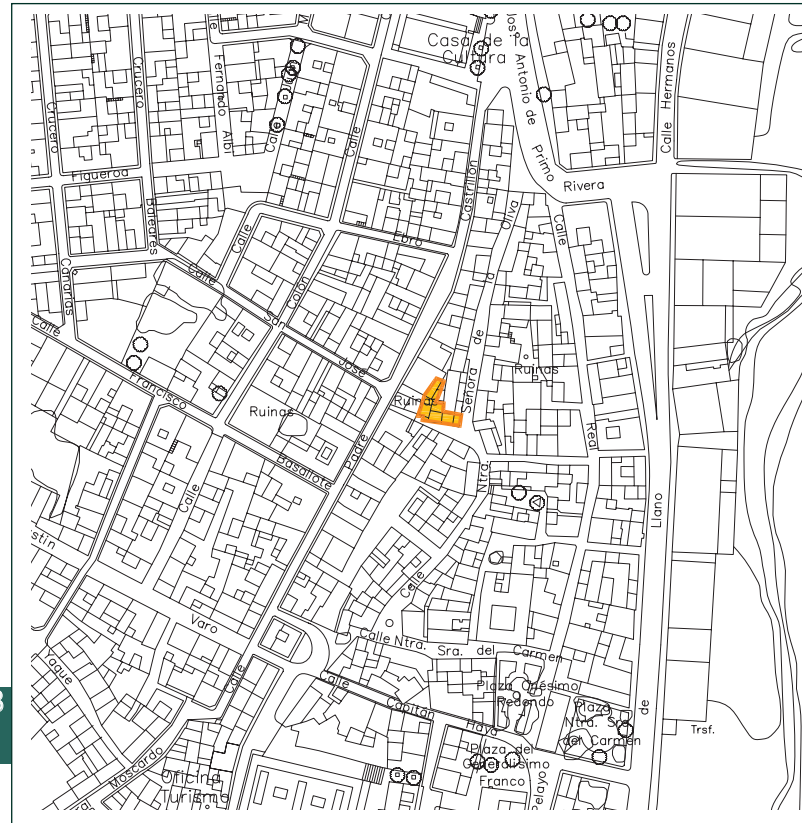 Casa de la
Cultura
José Antonio de Primo Rivera
Calle Hermanos
Crucero
Crucero
Fernando Alb.
Calle
Calle
Castrillón
Figueroa
Baleares
Calle
Ebro
Oliva
la
de
Señora
Ntra.
Calle
Calle
Real
Canarias
Calle
San
José
Colón
Calle
Francisco
Basallote
Ruinas
Ruinas
Ruinas
Padre
Calle
Llano
de
Varo
Yaque
Calle
Moscardo
Calle Ntra. Sra. del Carmen
Calle
Capitán
Haya
Plaza Onésimo
Redondo
Plaza
Ntra. Sra.
del Carmen
Plaza del
Generalísimo
Franco
Pelayo
Trsf.
Oficina
Turismo